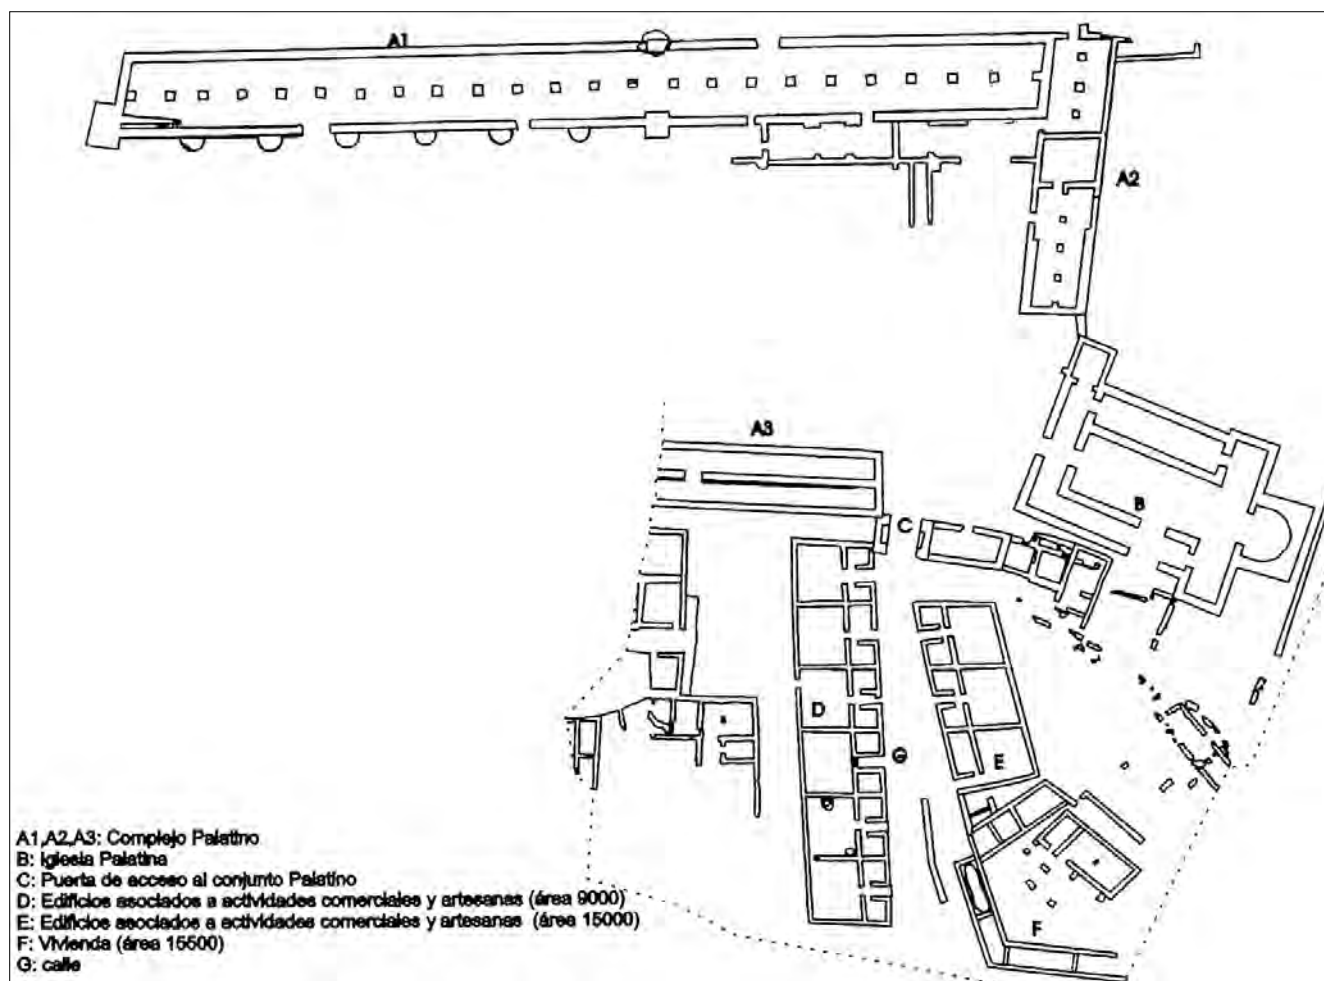 A1
A2
A3
C
B
D
G
E
F
A1,A2,A3: Complejo Palatino
B: Iglesia Palatina
C: Puerta de acceso al conjunto Palatino
D: Edificios asociados a actividades comerciales y artesanas (área 9000)
E: Edificios asociados a actividades comerciales y artesanas (área 15000)
F: Vivienda (área 15500)
G: calle